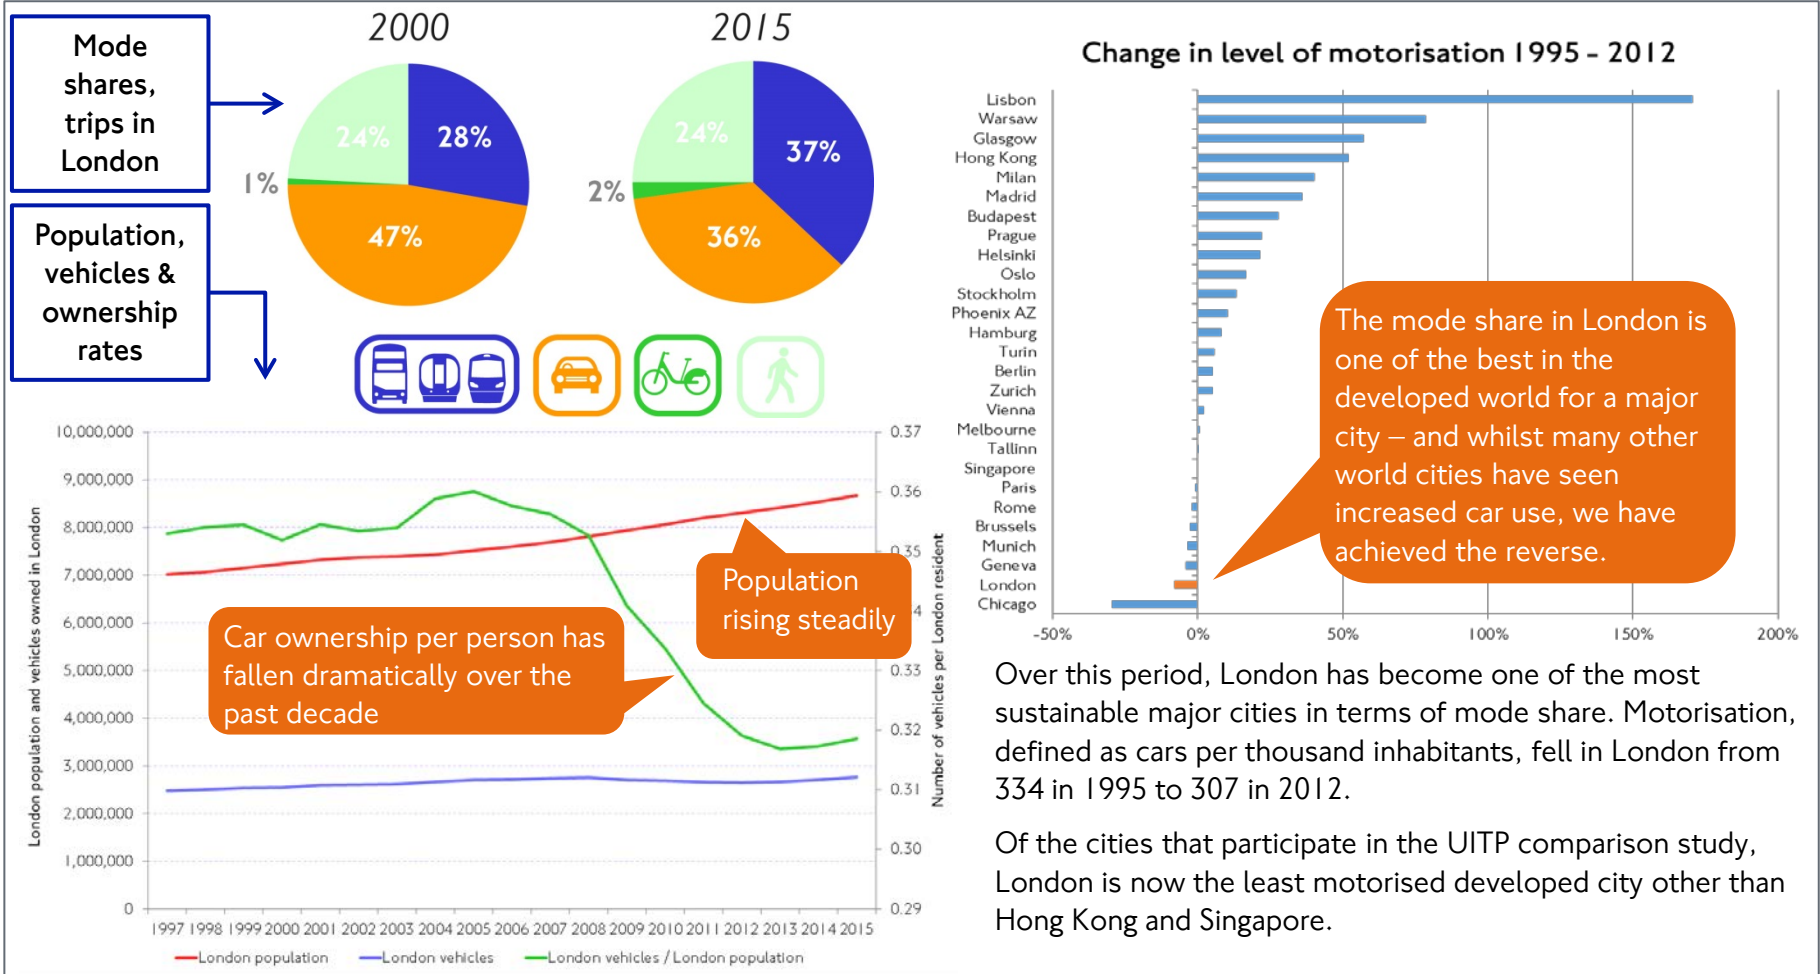 Mode
shares,
trips in
London
Population,
vehicles &
ownership
rates
2000
24%
28%
1%
47%
2015
24%
37%
2%
36%
10,000,000
9,000,000
8,000,000
7,000,000
6,000,000
5,000,000
4,000,000
3,000,000
2,000,000
1,000,000
0
London population and vehicles owned in London
0.37
0.36
0.35
4
0.33
0.32
0.31
0.30
0.29
Number of vehicles per London resident
Car ownership per person has
fallen dramatically over the
past decade
Population
rising steadily
1997 1998 1999 2000 2001 2002 2003 2004 2005 2006 2007 2008 2009 2010 2011 2012 2013 2014 2015
London population
London vehicles
London vehicles / London population
Change in level of motorisation 1995 - 2012
Lisbon
Warsaw
Glasgow
Hong Kong
Milan
Madrid
Budapest
Prague
Helsinki
Oslo
Stockholm
Phoenix AZ
Hamburg
Turin
Berlin
Zurich
Vienna
Melbourne
Tallinn
Singapore
Paris
Rome
Brussels
Munich
Geneva
London
Chicago
-50% 0% 50% 100% 150% 200%
The mode share in London is
one of the best in the
developed world for a major
city – and whilst many other
world cities have seen
increased car use, we have
achieved the reverse.
Over this period, London has become one of the most
sustainable major cities in terms of mode share. Motorisation,
defined as cars per thousand inhabitants, fell in London from
334 in 1995 to 307 in 2012.
Of the cities that participate in the UITP comparison study,
London is now the least motorised developed city other than
Hong Kong and Singapore.